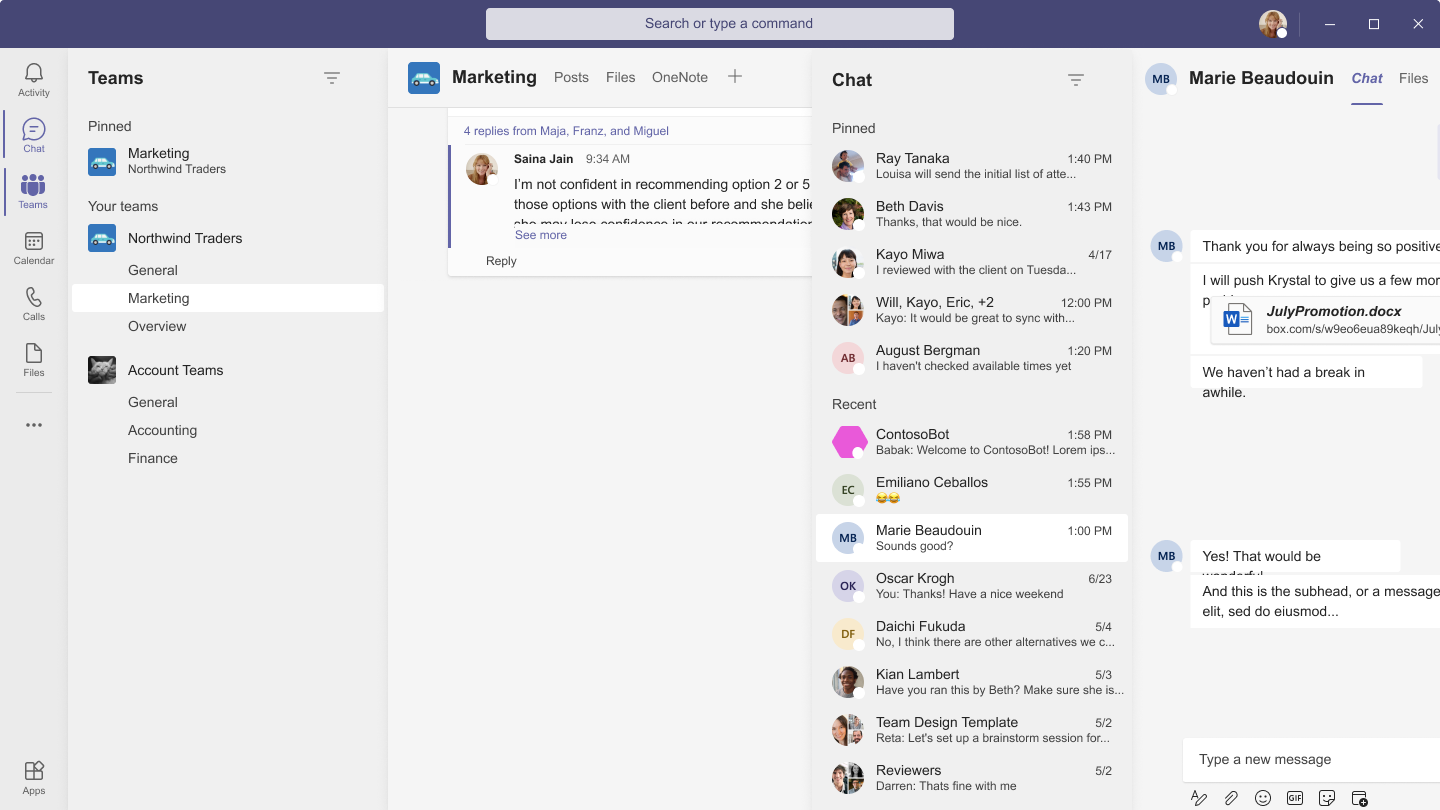 Search or type a command
Activity
Chat
Teams
Calendar
Calls
Files
Apps
Teams
Pinned
Marketing
Northwind Traders
Your teams
Northwind Traders
General
Marketing
Overview
Account Teams
General
Accounting
Finance
Marketing Posts Files OneNote
4 replies from Maja, Franz, and Miguel
Saina Jain 9:34 AM
I’m not confident in recommending option 2 or 5
those options with the client before and she belie
she may lose confidence in our recommendation
See more
Reply
Chat
Pinned
Ray Tanaka 1:40 PM
Louisa will send the initial list of atte...
Beth Davis 1:43 PM
Thanks, that would be nice.
Kayo Miwa 4/17
I reviewed with the client on Tuesda...
Will, Kayo, Eric, +2 12:00 PM
Kayo: It would be great to sync with...
AB
August Bergman 1:20 PM
I haven't checked available times yet
Recent
ContosoBot 1:58 PM
Babak: Welcome to ContosoBot! Lorem ips...
EC
Emiliano Ceballos 1:55 PM
😂😂
MB
Marie Beaudouin 1:00 PM
Sounds good?
OK
Oscar Krogh 6/23
You: Thanks! Have a nice weekend
DF
Daichi Fukuda 5/4
No, I think there are other alternatives we c...
Kian Lambert 5/3
Have you ran this by Beth? Make sure she is...
Team Design Template 5/2
Reta: Let's set up a brainstorm session for...
Reviewers 5/2
Darren: Thats fine with me
MB Marie Beaudouin Chat Files
MB
Thank you for always being so positive
I will push Krystal to give us a few mor
JulyPromotion.docx
box.com/s/w9eo6eua89keqh/July
We haven’t had a break in
awhile.
MB
Yes! That would be
wonderful
And this is the subhead, or a message
elit, sed do eiusmod...
Type a new message
GIF